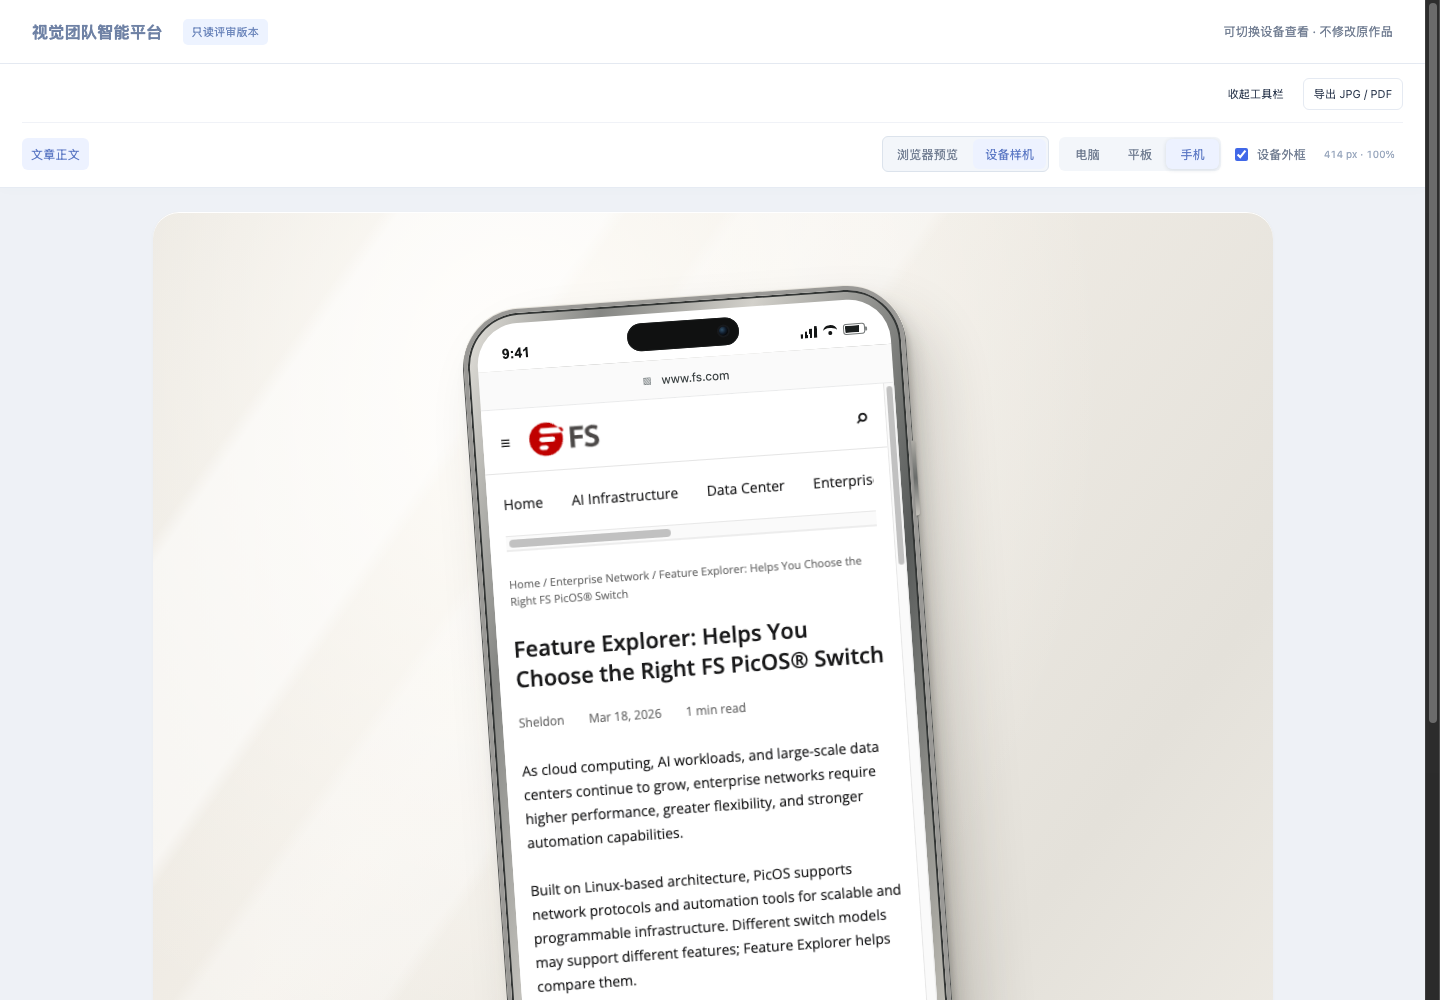 视觉团队智能平台
只读评审版本
可切换设备查看 · 不修改原作品
收起工具栏
导出 JPG / PDF
文章正文
浏览器预览
设备样机
电脑
平板
手机
设备外框
414 px · 100%
9:41
www.fs.com
FS
Home
AI Infrastructure
Data Center
Enterpris
Home / Enterprise Network / Feature Explorer: Helps You Choose the
Right FS PicOS® Switch
Feature Explorer: Helps You
Choose the Right FS PicOS® Switch
Sheldon
Mar 18, 2026
1 min read
As cloud computing, AI workloads, and large-scale data
centers continue to grow, enterprise networks require
higher performance, greater flexibility, and stronger
automation capabilities.
Built on Linux-based architecture, PicOS supports
network protocols and automation tools for scalable and
programmable infrastructure. Different switch models
may support different features; Feature Explorer helps
compare them.